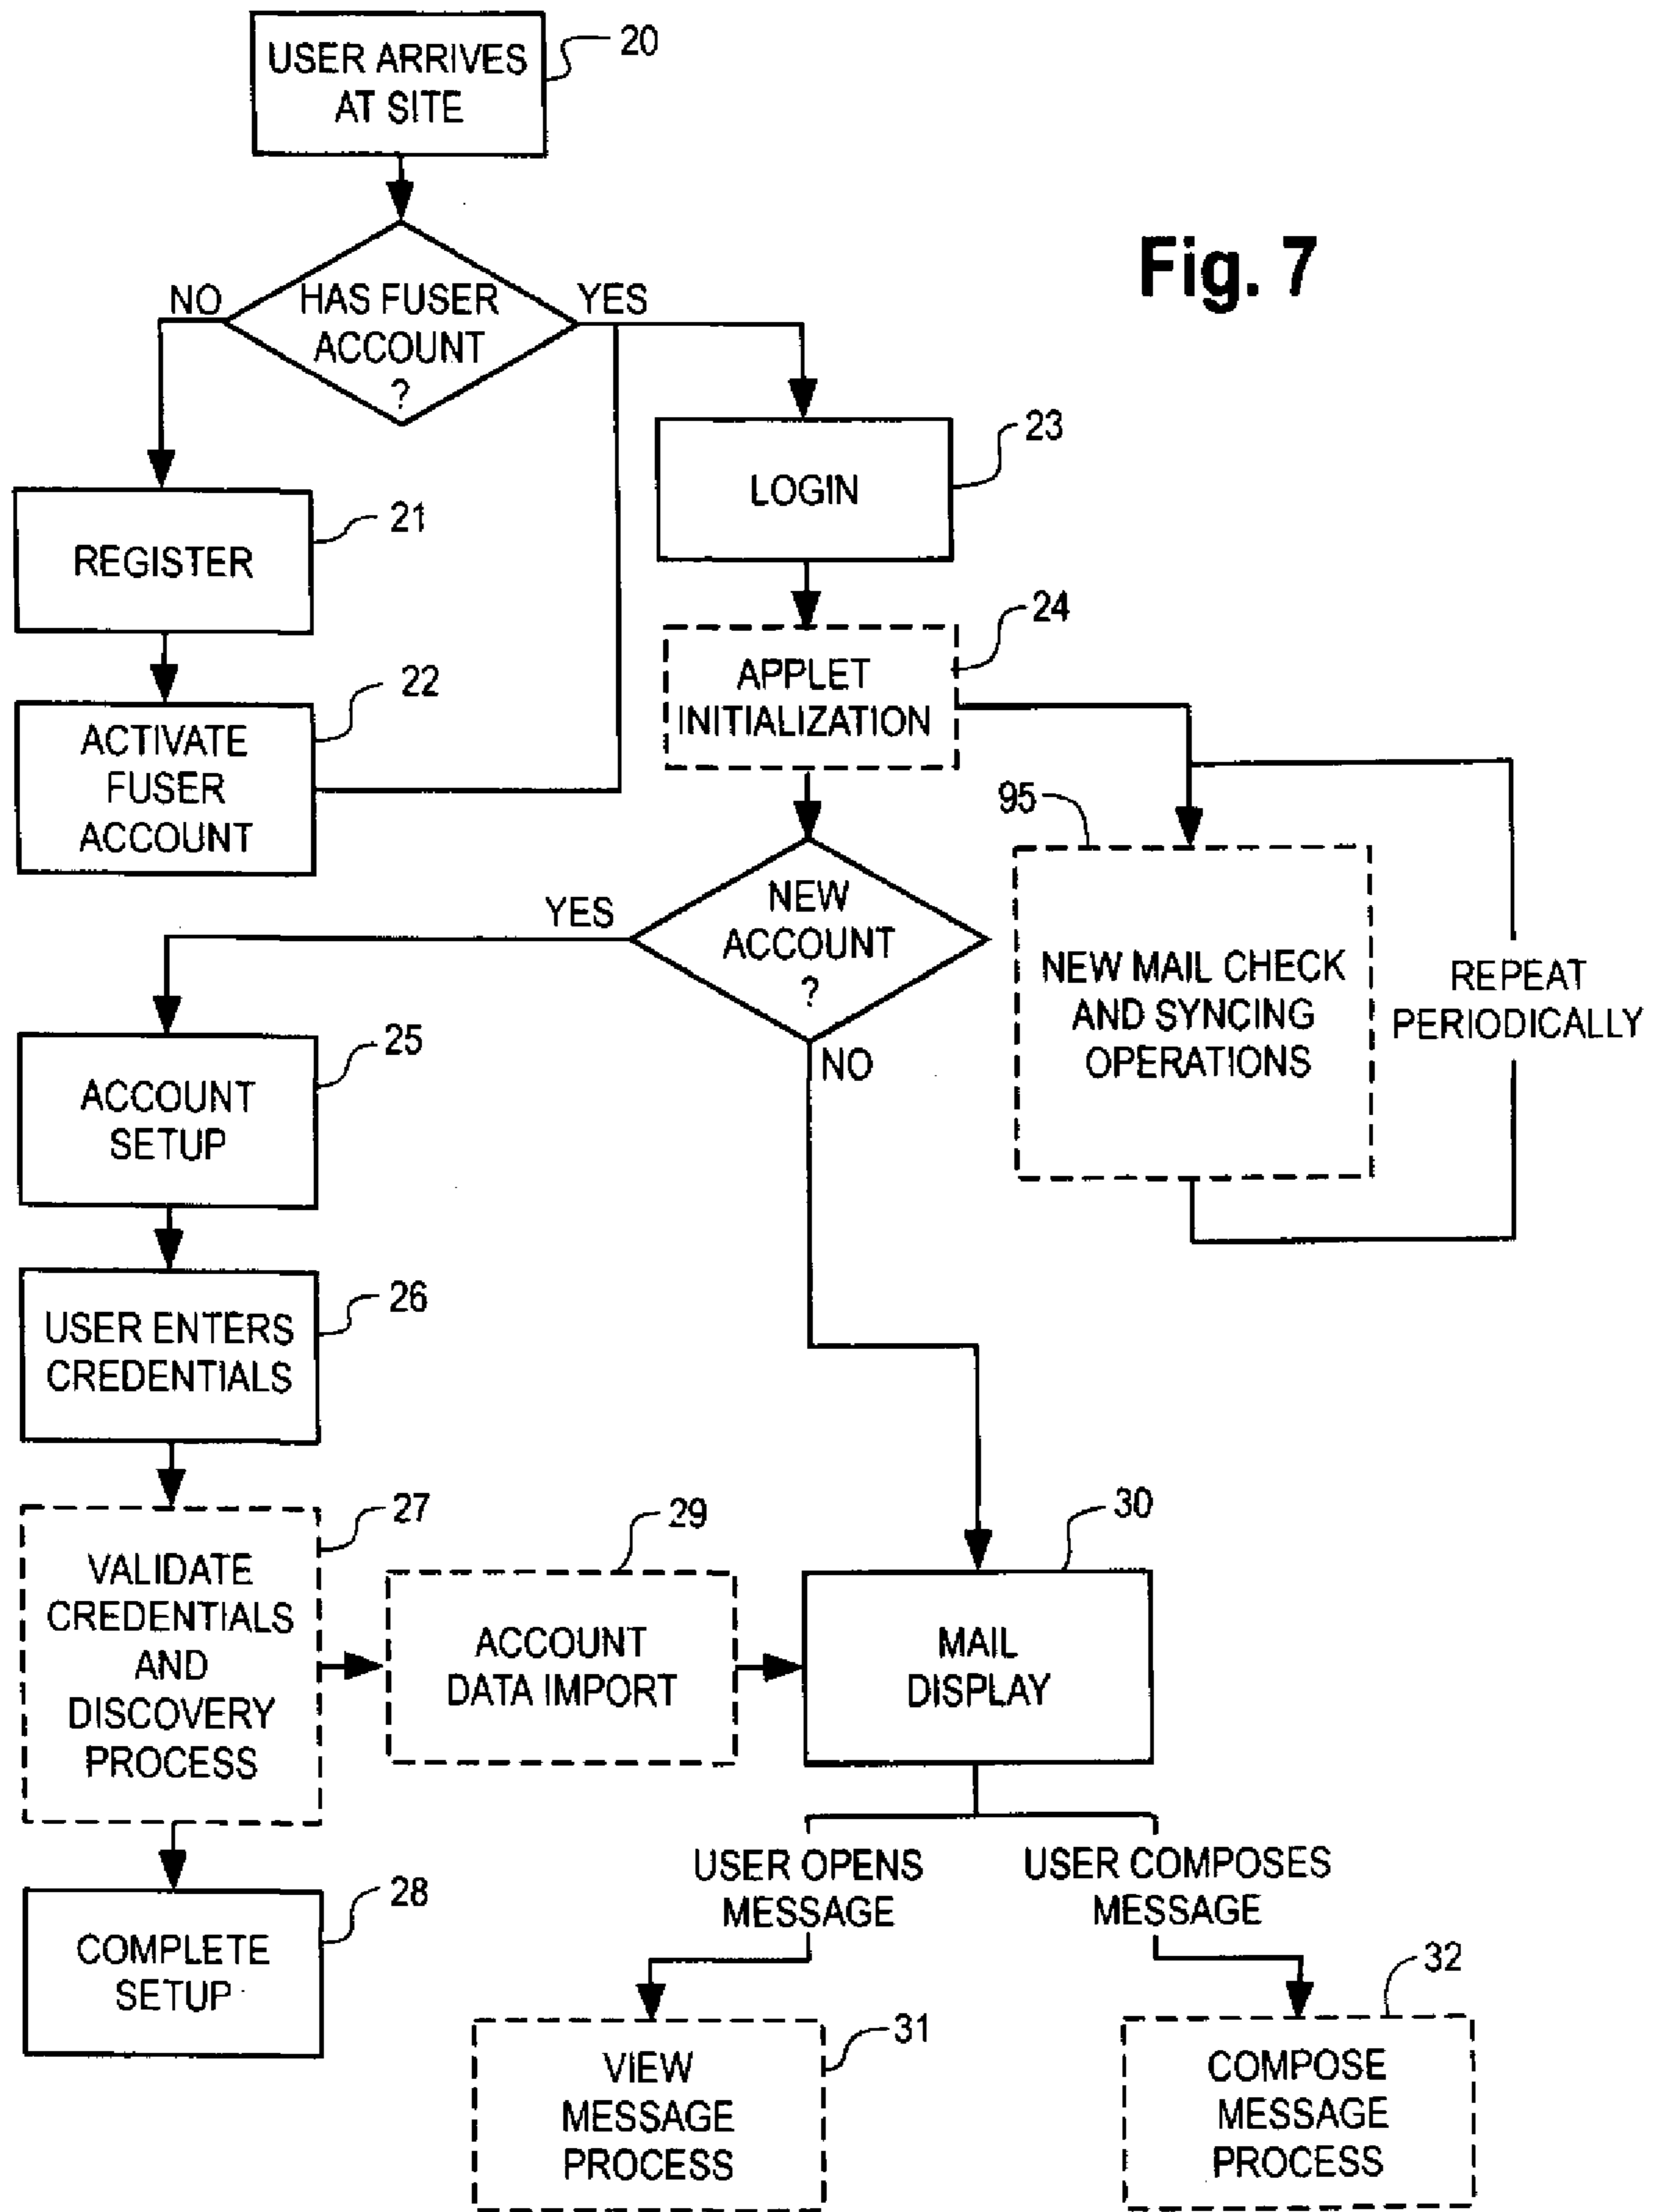 20
USER ARRIVES
AT SITE
Fig. 7
NO
HAS FUSER
ACCOUNT
?
YES
23
LOGIN
21
REGISTER
24
APPLET
INITIALIZATION
22
ACTIVATE
FUSER
ACCOUNT
95
NEW MAIL CHECK
AND SYNCING
OPERATIONS
REPEAT
PERIODICALLY
YES
NEW
ACCOUNT
?
NO
25
ACCOUNT
SETUP
26
USER ENTERS
CREDENTIALS
27
VALIDATE
CREDENTIALS
AND
DISCOVERY
PROCESS
29
ACCOUNT
DATA IMPORT
30
MAIL
DISPLAY
28
COMPLETE
SETUP
USER OPENS
MESSAGE
USER COMPOSES
MESSAGE
31
VIEW
MESSAGE
PROCESS
32
COMPOSE
MESSAGE
PROCESS